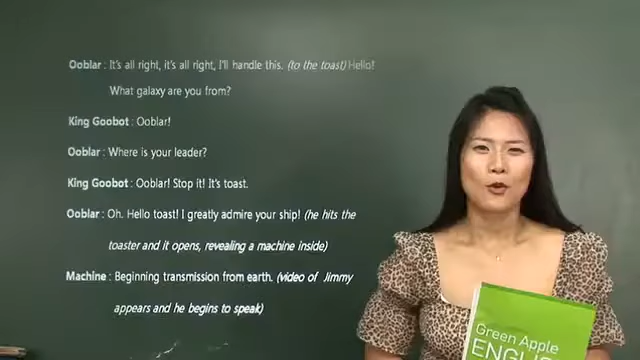 Ooblar : It's all right, it's all right, I'll handle this. (to the toast) Hello!
What galaxy are you from?
King Goobot : Ooblar!
Ooblar : Where is your leader?
King Goobot : Ooblar! Stop it! It's toast.
Ooblar : Oh. Hello toast! I greatly admire your ship! (he hits the
toaster and it opens, revealing a machine inside)
Machine : Beginning transmission from earth. (video of Jimmy
appears and he begins to speak)
Green Apple